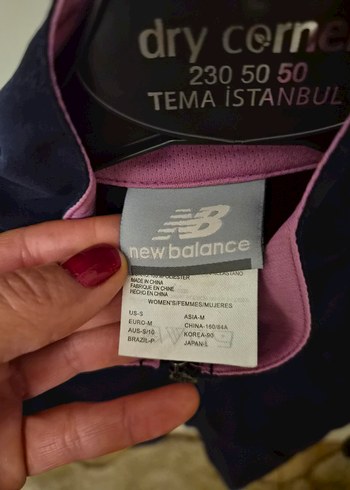 dry corne
230 50 50
TEMA İSTANBUL
NB
new balance
MADE IN CHINA
FABRIQUE EN CHINE
HECHO EN CHINA
WOMEN'S/FEMMES/MUJERES
US-S ASIA-M
EURO-M CHINA-160/84A
AUS-S/10 KOREA-90
BRAZIL-P JAPAN-L